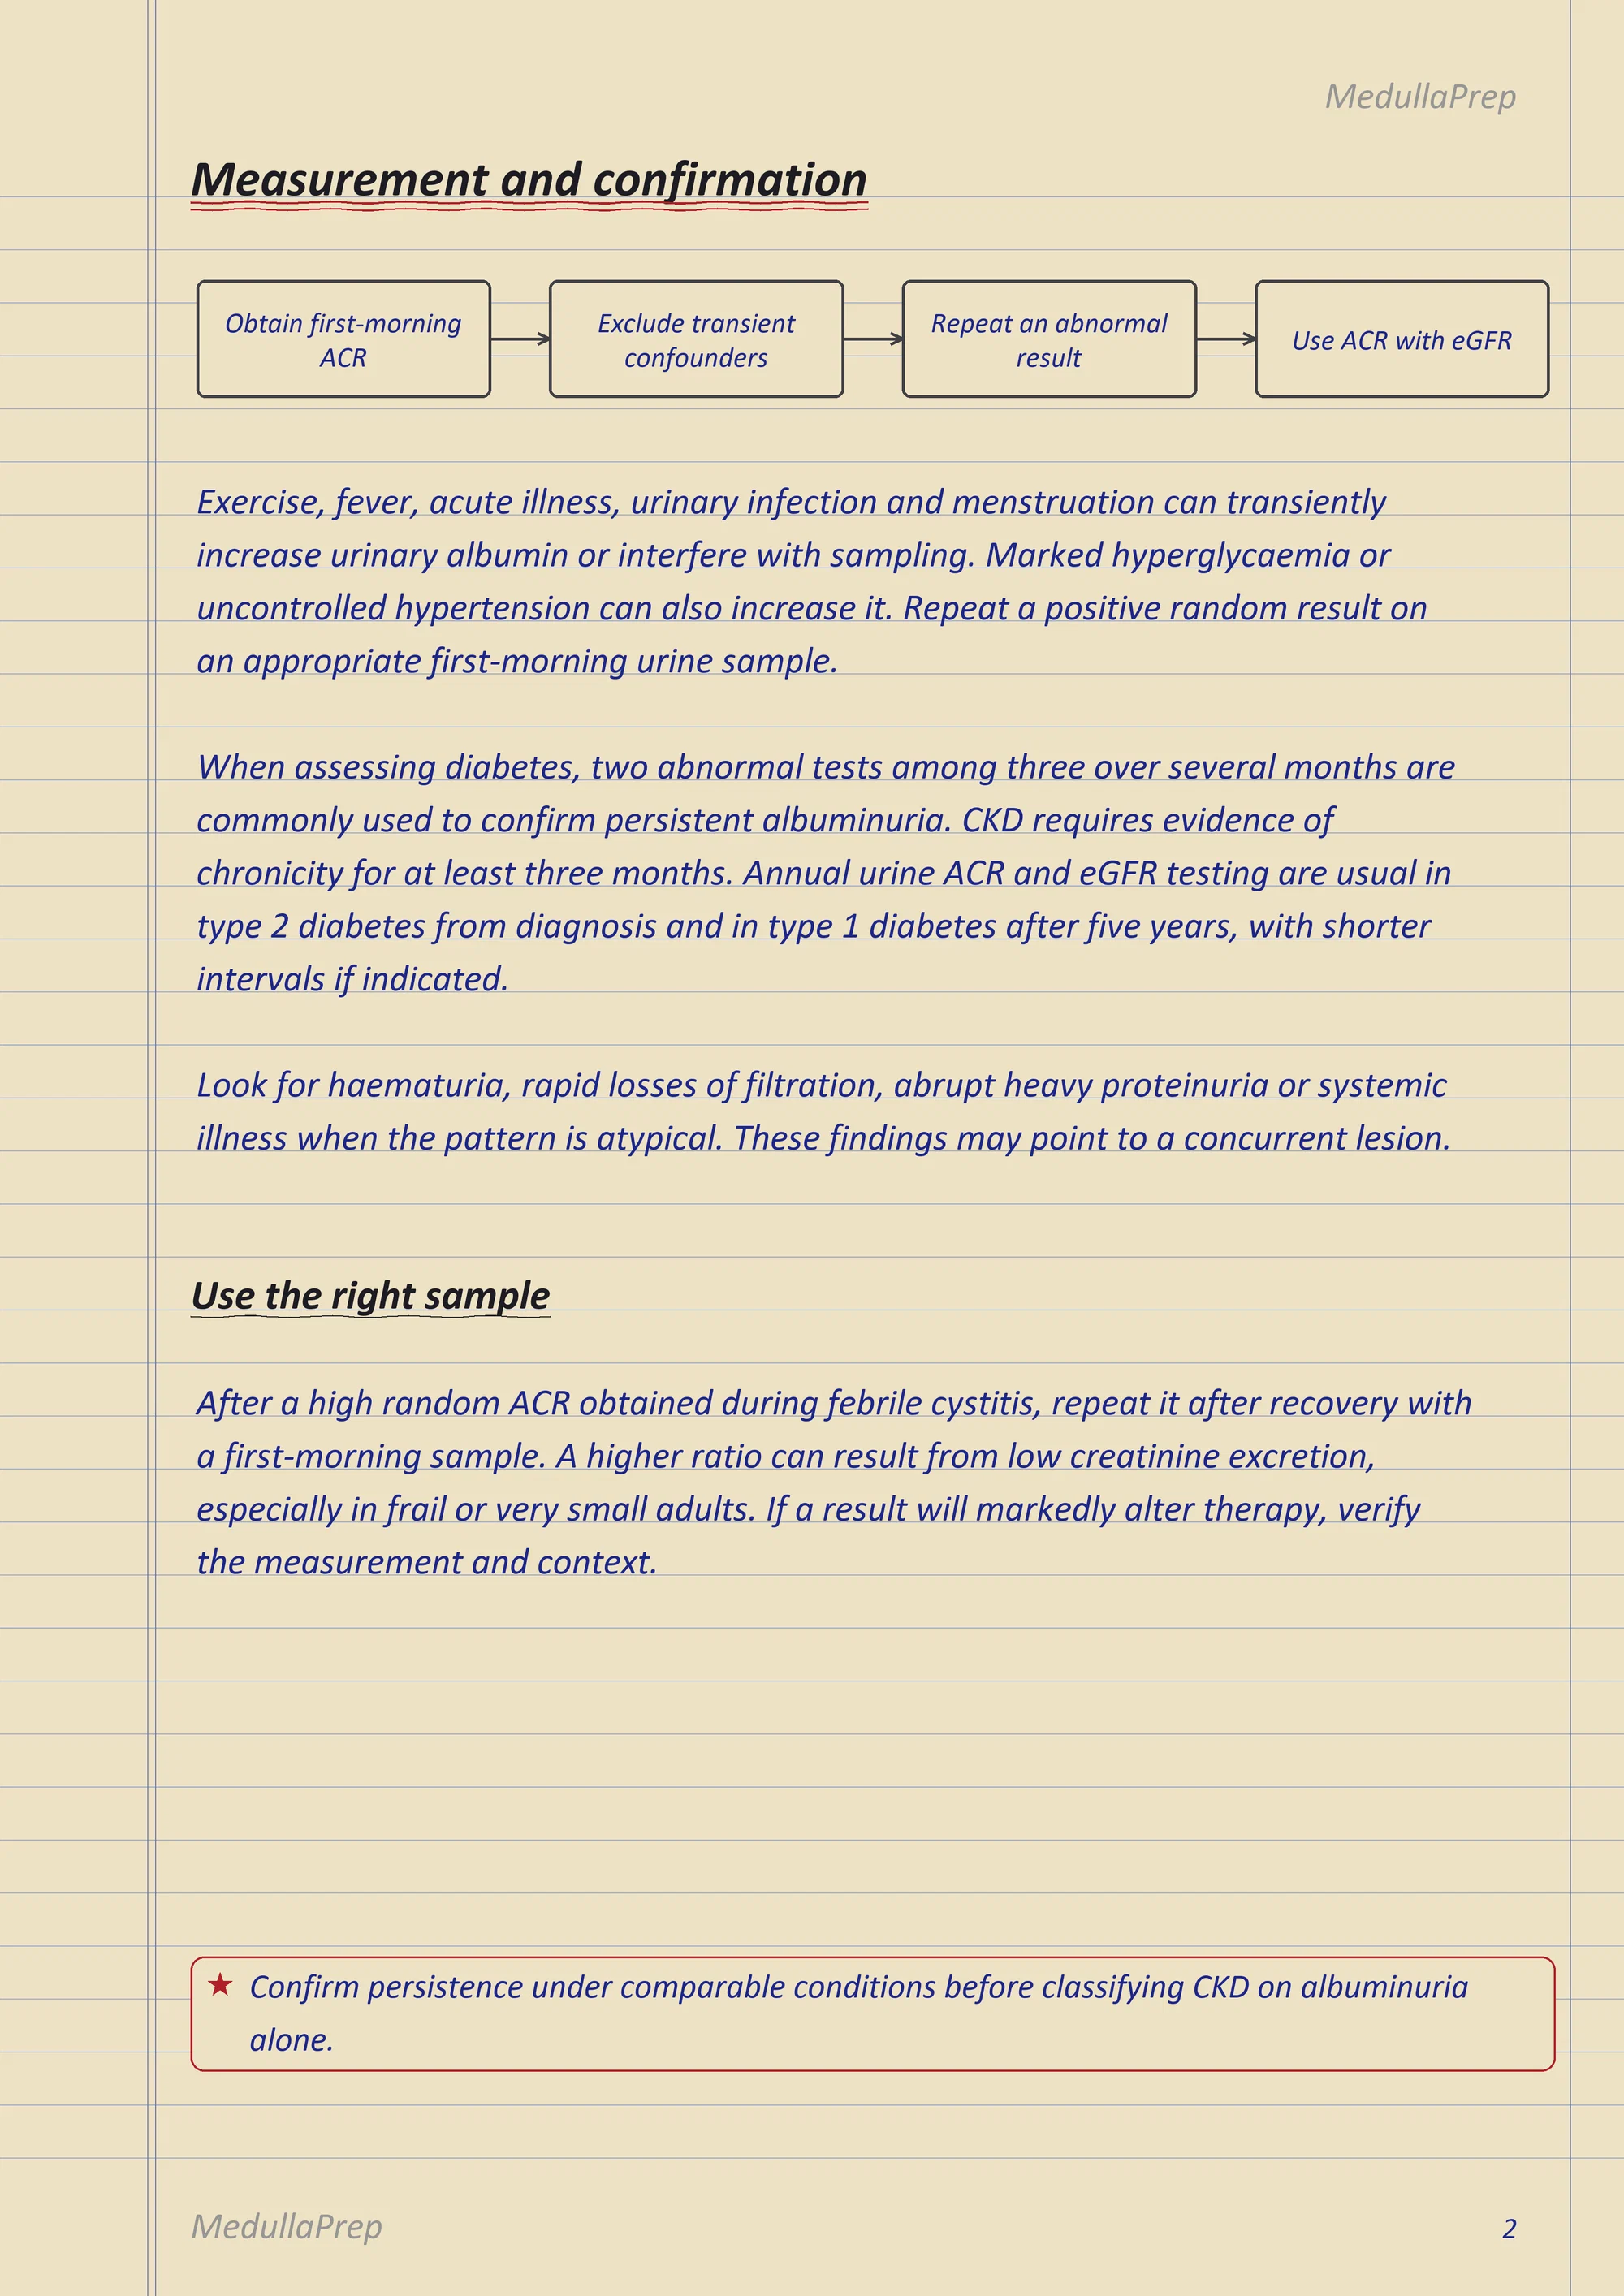 MedullaPrep
Measurement and confirmation
Obtain first-morning
ACR
Exclude transient
confounders
Repeat an abnormal
result
Use ACR with eGFR
Exercise, fever, acute illness, urinary infection and menstruation can transiently
increase urinary albumin or interfere with sampling. Marked hyperglycaemia or
uncontrolled hypertension can also increase it. Repeat a positive random result on
an appropriate first-morning urine sample.
When assessing diabetes, two abnormal tests among three over several months are
commonly used to confirm persistent albuminuria. CKD requires evidence of
chronicity for at least three months. Annual urine ACR and eGFR testing are usual in
type 2 diabetes from diagnosis and in type 1 diabetes after five years, with shorter
intervals if indicated.
Look for haematuria, rapid losses of filtration, abrupt heavy proteinuria or systemic
illness when the pattern is atypical. These findings may point to a concurrent lesion.
Use the right sample
After a high random ACR obtained during febrile cystitis, repeat it after recovery with
a first-morning sample. A higher ratio can result from low creatinine excretion,
especially in frail or very small adults. If a result will markedly alter therapy, verify
the measurement and context.
★ Confirm persistence under comparable conditions before classifying CKD on albuminuria
alone.
MedullaPrep
2